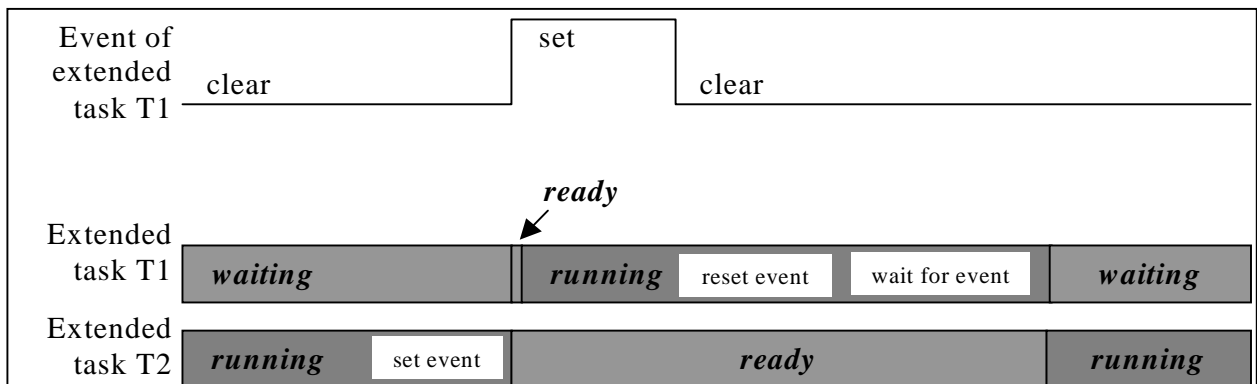 Event of
extended
task T1
clear
set
clear
ready
Extended
task T1
waiting
running
reset event
wait for event
waiting
Extended
task T2
running
set event
ready
running